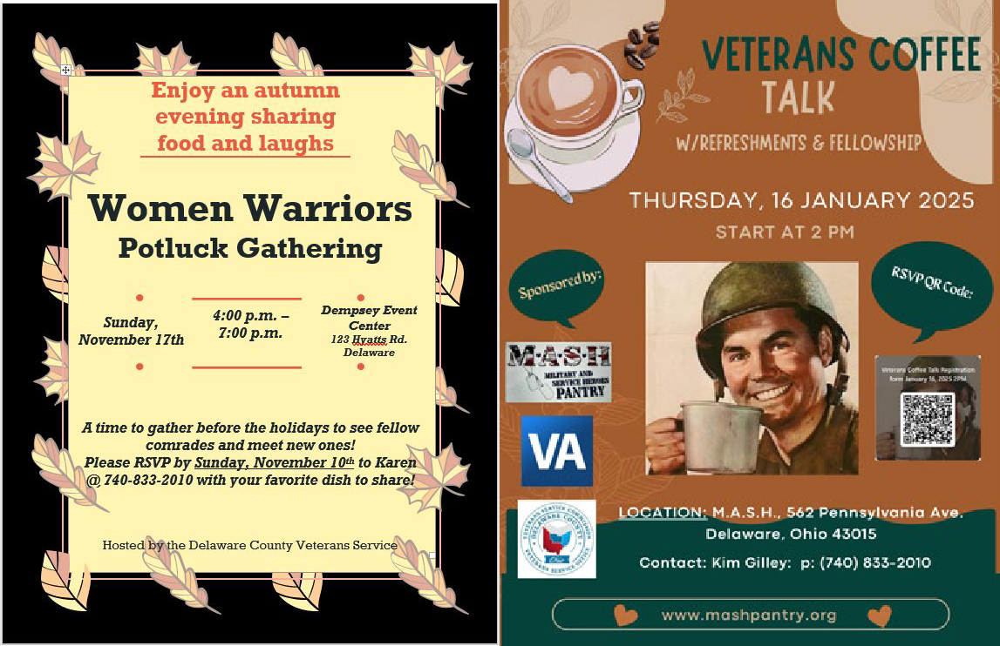 Enjoy an autumn
evening sharing
food and laughs
Women Warriors
Potluck Gathering
Sunday,
November 17th
4:00 p.m. –
7:00 p.m.
Dempsey Event
Center
123 Hyatts Rd.
Delaware
A time to gather before the holidays to see fellow
comrades and meet new ones!
Please RSVP by Sunday, November 10th to Karen
@ 740-833-2010 with your favorite dish to share!
Hosted by the Delaware County Veterans Service
VETERANS COFFEE
TALK
W/REFRESHMENTS & FELLOWSHIP
THURSDAY, 16 JANUARY 2025
START AT 2 PM
Sponsored by:
RSVP QR Code:
M*A*S*H
MILITARY AND
SERVICE HEROES
PANTRY
Veterans Coffee Talk Registration
form January 16, 2025 2PM
VA
DELAWARE COUNTY
Ohio
LOCATION: M.A.S.H., 562 Pennsylvania Ave.
Delaware, Ohio 43015
Contact: Kim Gilley: p: (740) 833-2010
www.mashpantry.org